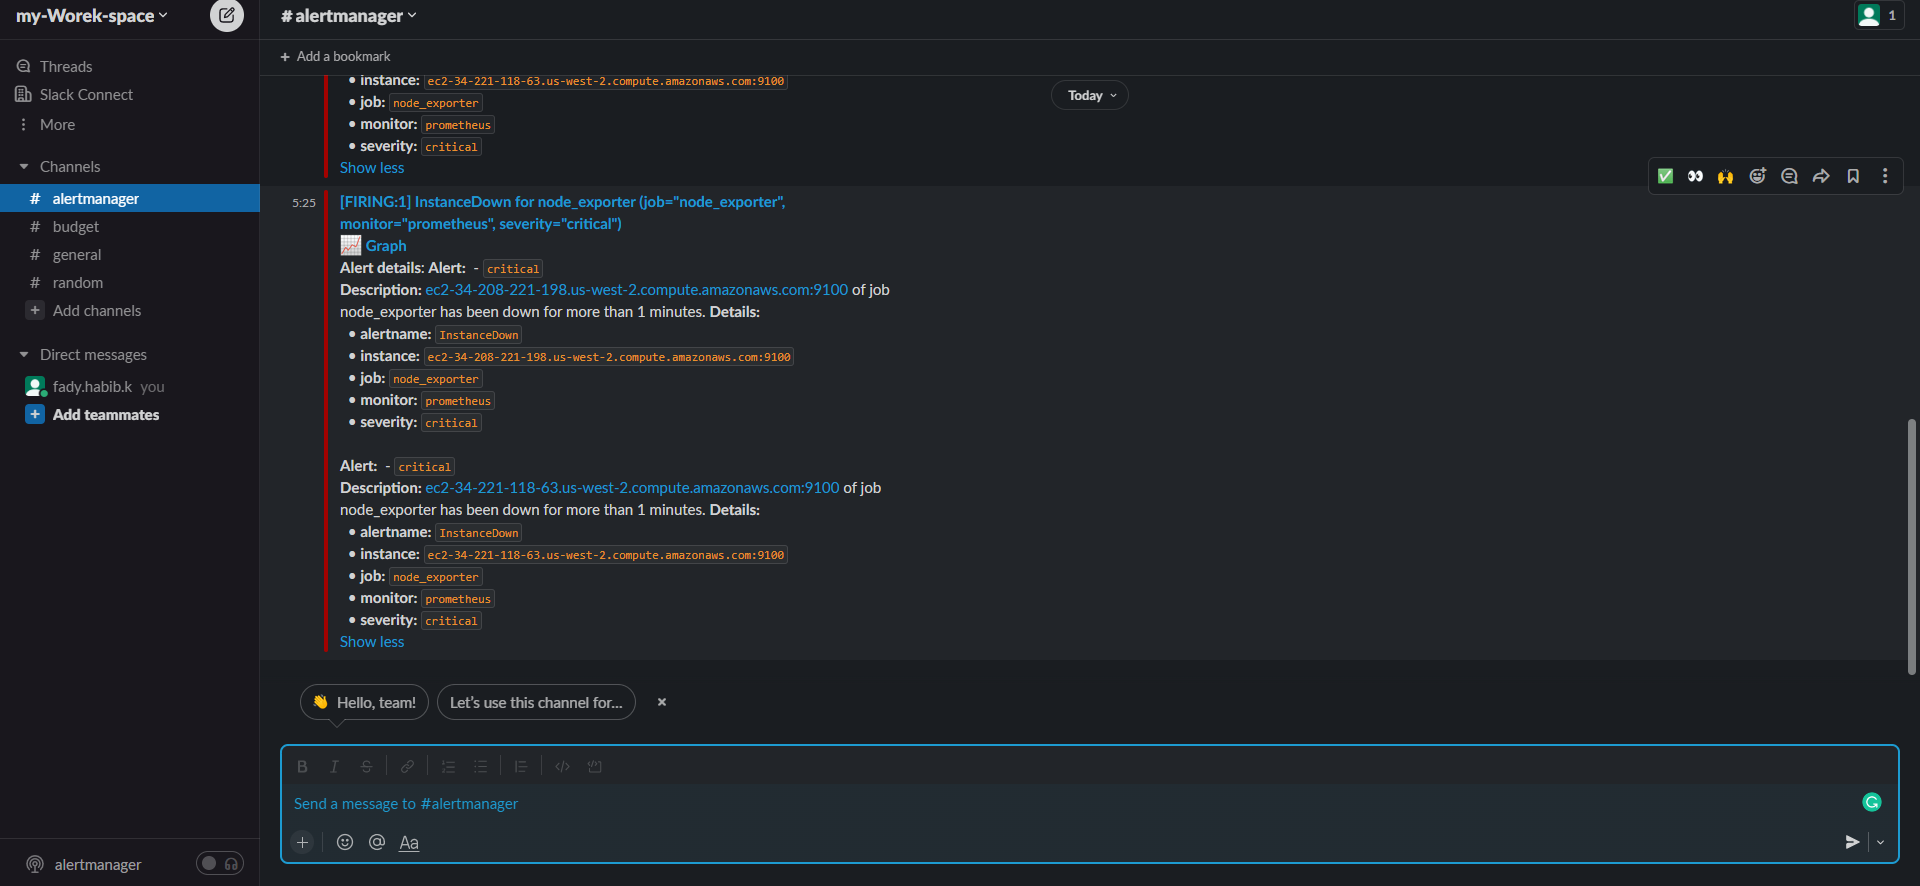 my-Worek-space
# alertmanager
1
Threads
Slack Connect
More
Channels
# alertmanager
# budget
# general
# random
+ Add channels
Direct messages
fady.habib.k you
+ Add teammates
alertmanager
+ Add a bookmark
Today
• instance: ec2-34-221-118-63.us-west-2.compute.amazonaws.com:9100
• job: node_exporter
• monitor: prometheus
• severity: critical
Show less
5:25
[FIRING:1] InstanceDown for node_exporter (job="node_exporter",
monitor="prometheus", severity="critical")
Graph
Alert details: Alert: - critical
Description: ec2-34-208-221-198.us-west-2.compute.amazonaws.com:9100 of job
node_exporter has been down for more than 1 minutes. Details:
• alertname: InstanceDown
• instance: ec2-34-208-221-198.us-west-2.compute.amazonaws.com:9100
• job: node_exporter
• monitor: prometheus
• severity: critical
Alert: - critical
Description: ec2-34-221-118-63.us-west-2.compute.amazonaws.com:9100 of job
node_exporter has been down for more than 1 minutes. Details:
• alertname: InstanceDown
• instance: ec2-34-221-118-63.us-west-2.compute.amazonaws.com:9100
• job: node_exporter
• monitor: prometheus
• severity: critical
Show less
👋 Hello, team!
Let's use this channel for...
×
B I S
Send a message to #alertmanager
+ @ Aa